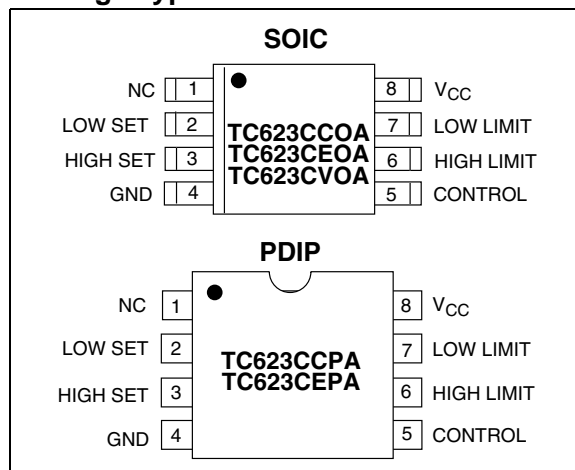 SOIC
NC 1 8 VCC
LOW SET 2 TC623CCOA 7 LOW LIMIT
HIGH SET 3 TC623CEOA 6 HIGH LIMIT
TC623CVOA
GND 4 5 CONTROL
PDIP
NC 1 8 VCC
LOW SET 2 7 LOW LIMIT
TC623CCPA
HIGH SET 3 TC623CEPA 6 HIGH LIMIT
GND 4 5 CONTROL